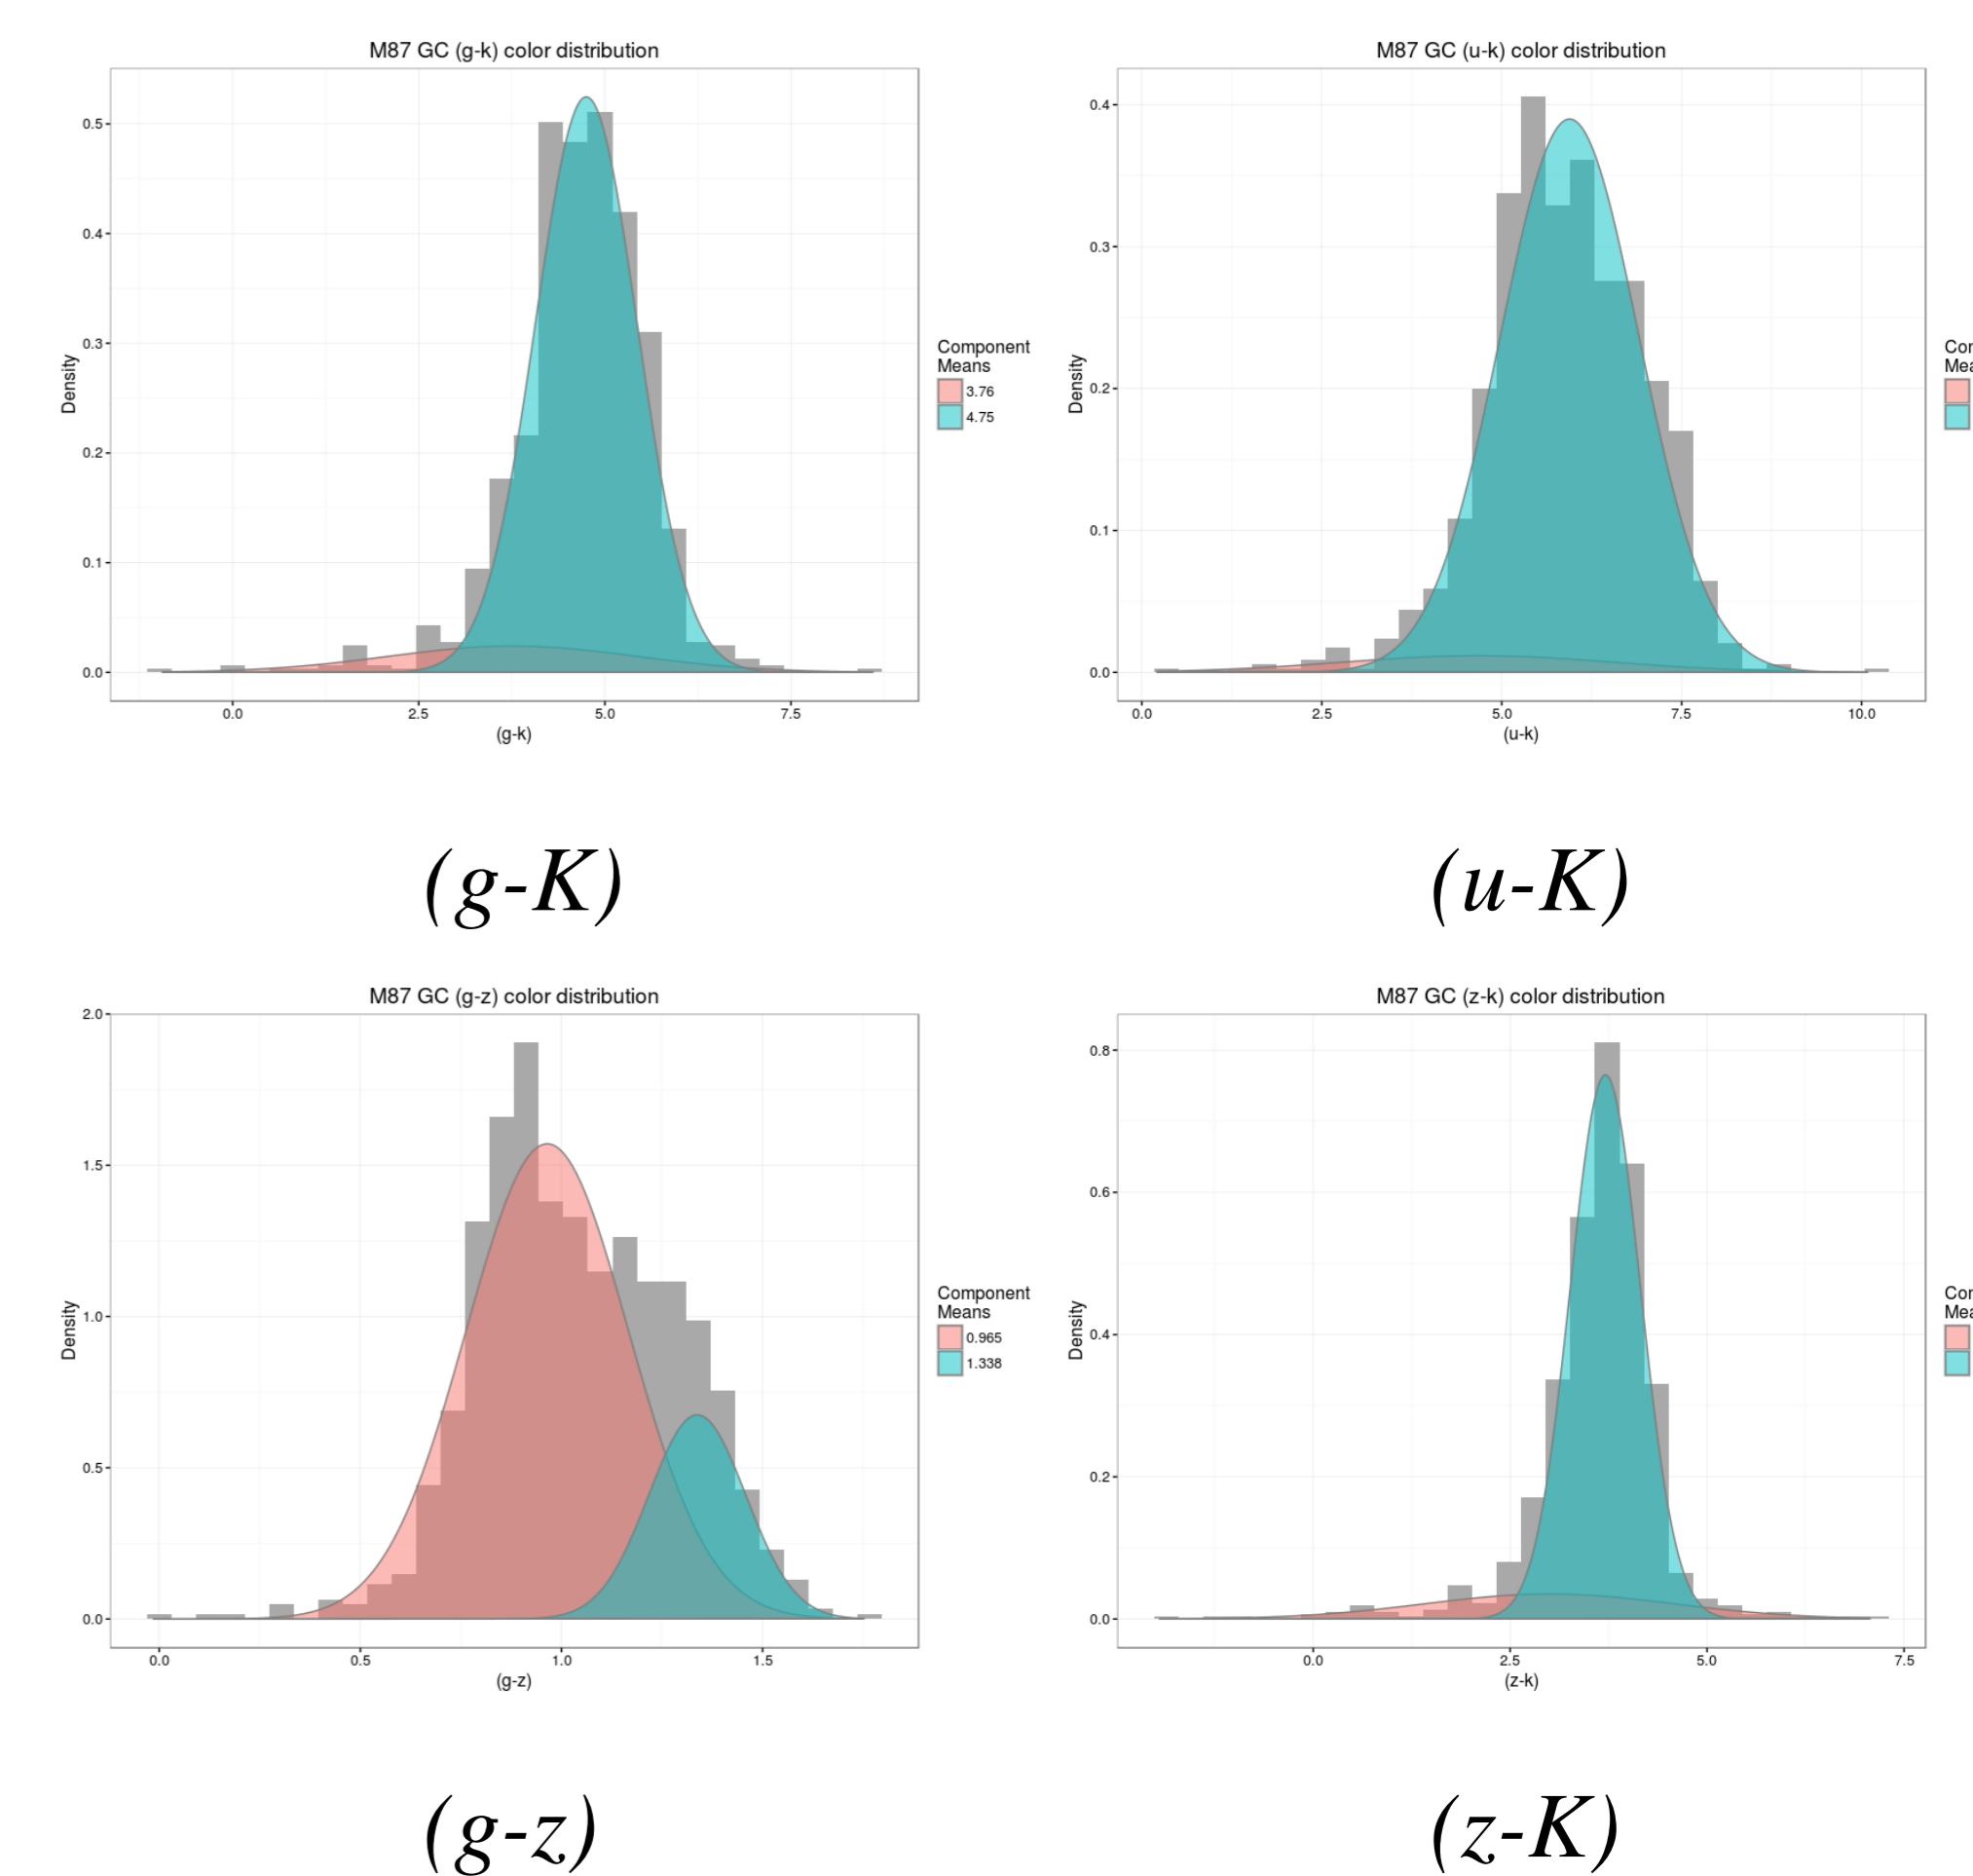 M87 GC (g-k) color distribution
0.5
0.4
0.3
0.2
0.1
0.0
Density
0.0 2.5 5.0 7.5
(g-k)
Component
Means
3.76
4.75
(g-K)
M87 GC (u-k) color distribution
0.4
0.3
0.2
0.1
0.0
Density
0.0 2.5 5.0 7.5 10.0
(u-k)
Cor
Mea
(u-K)
M87 GC (g-z) color distribution
2.0
1.5
1.0
0.5
0.0
Density
0.0 0.5 1.0 1.5
(g-z)
Component
Means
0.965
1.338
(g-z)
M87 GC (z-k) color distribution
0.8
0.6
0.4
0.2
0.0
Density
0.0 2.5 5.0 7.5
(z-k)
Cor
Mea
(z-K)